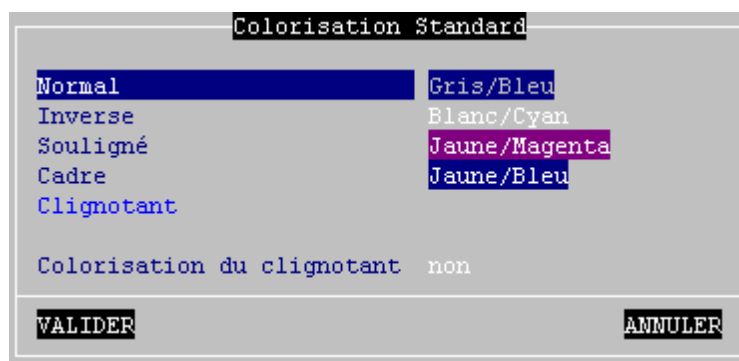 Colorisation Standard
Normal Gris/Bleu
Inverse Blanc/Cyan
Souligné Jaune/Magenta
Cadre Jaune/Bleu
Clignotant
Colorisation du clignotant non
VALIDER ANNULER